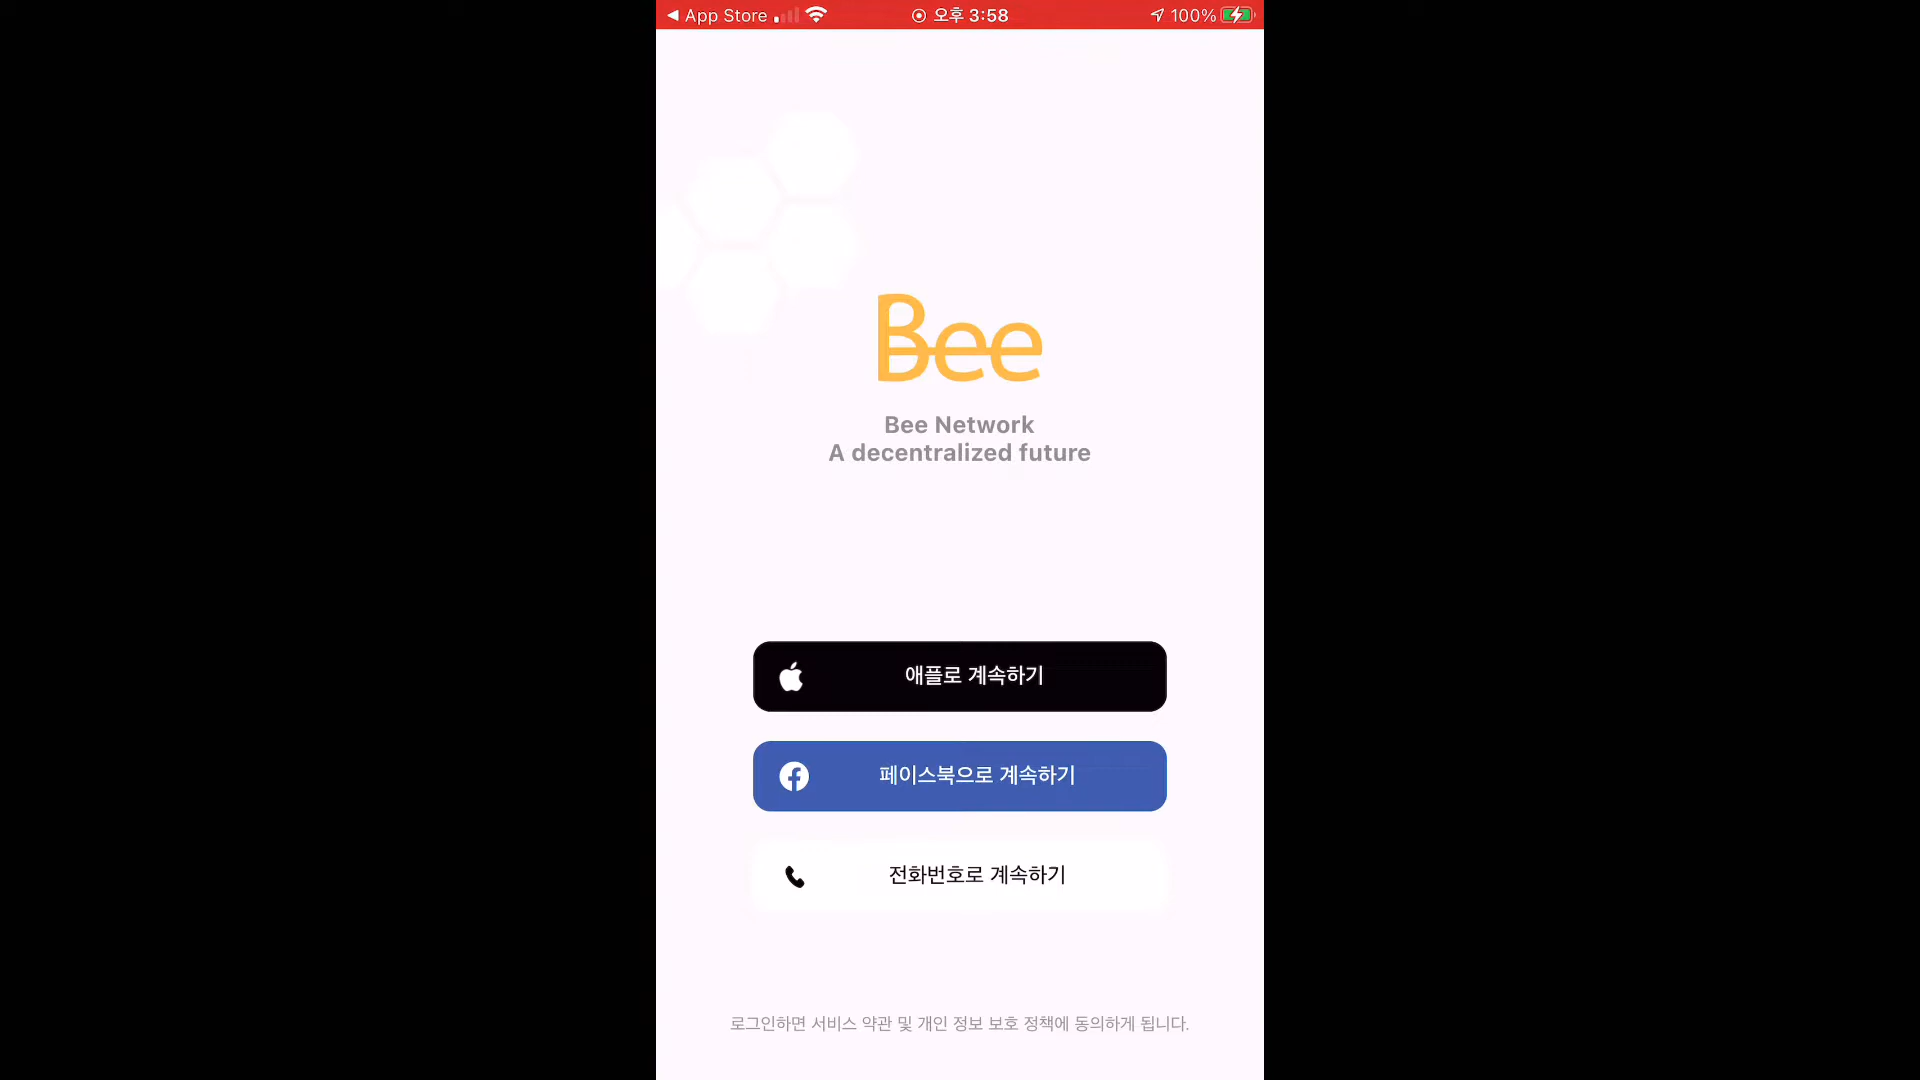 ◀ App Store
오후 3:58
100%
Bee
Bee Network
A decentralized future
애플로 계속하기
페이스북으로 계속하기
전화번호로 계속하기
로그인하면 서비스 약관 및 개인 정보 보호 정책에 동의하게 됩니다.